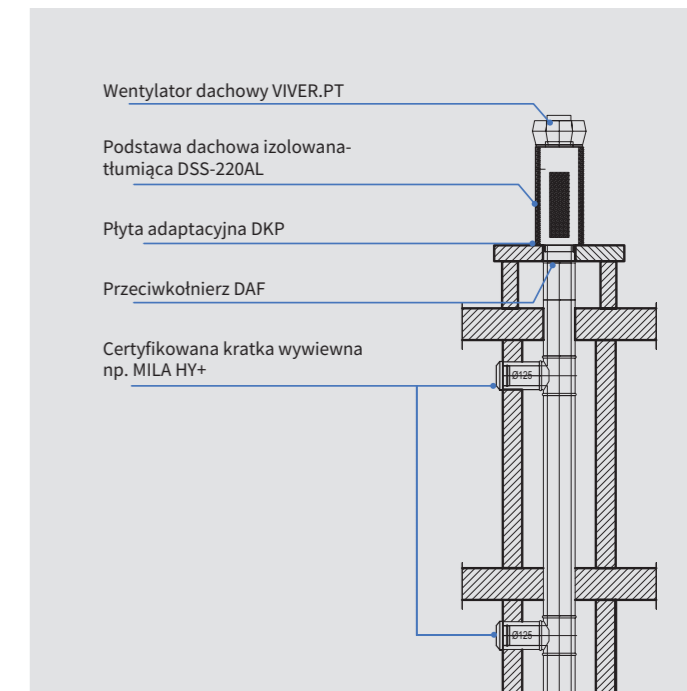 Wentylator dachowy VIVER.PT
Podstawa dachowa izolowana-
tłumiąca DSS-220AL
Płyta adaptacyjna DKP
Przeciwkołnierz DAF
Certyfikowana kratka wywiewna
np. MILA HY+
Ø125
Ø125